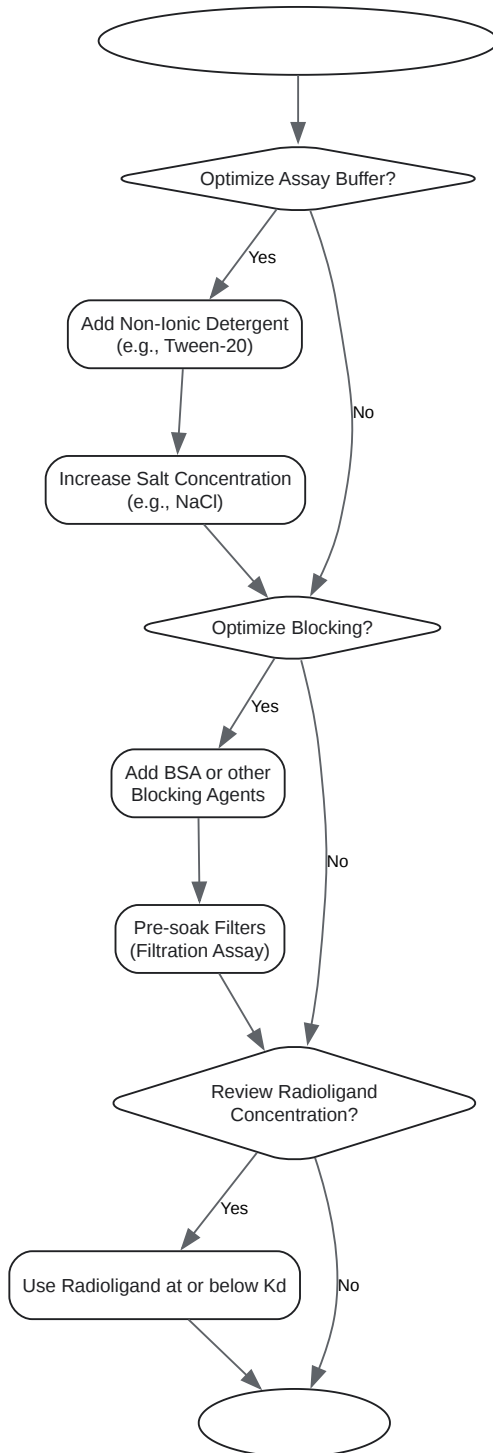 Optimize Assay Buffer?
Yes
Add Non-Ionic Detergent
(e.g., Tween-20)
No
Increase Salt Concentration
(e.g., NaCl)
Optimize Blocking?
Yes
Add BSA or other
Blocking Agents
No
Pre-soak Filters
(Filtration Assay)
Review Radioligand
Concentration?
Yes
Use Radioligand at or below Kd
No